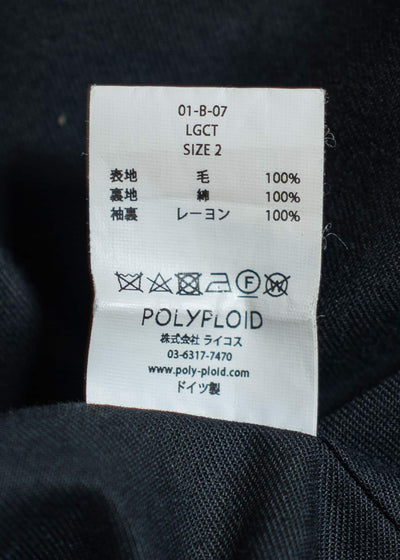 01-B-07
LGCT
SIZE 2
表地 毛 100%
裏地 綿 100%
袖裏 レーヨン 100%
F W
POLYPLOID
株式会社 ライコス
03-6317-7470
www.poly-ploid.com
ドイツ製